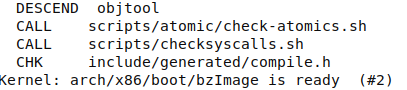 DESCEND  objtool
CALL    scripts/atomic/check-atomics.sh
CALL    scripts/checksyscalls.sh
CHK     include/generated/compile.h
Kernel: arch/x86/boot/bzImage is ready  (#2)